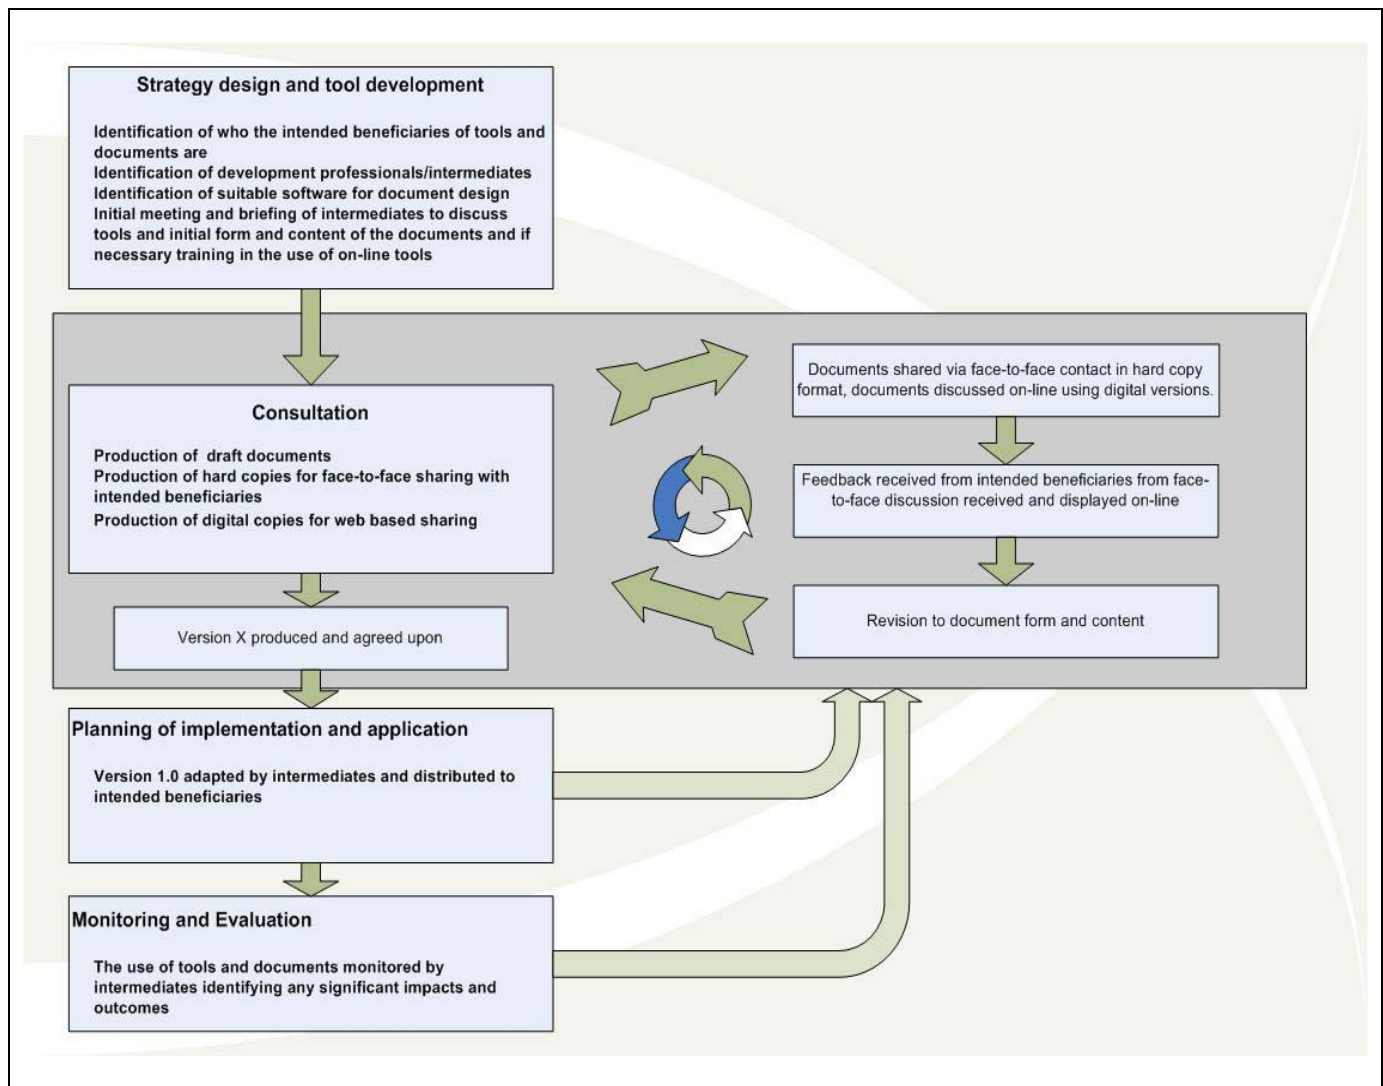 Strategy design and tool development
Identification of who the intended beneficiaries of tools and
documents are
Identification of development professionals/intermediates
Identification of suitable software for document design
Initial meeting and briefing of intermediates to discuss
tools and initial form and content of the documents and if
necessary training in the use of on-line tools
Consultation
Production of draft documents
Production of hard copies for face-to-face sharing with
intended beneficiaries
Production of digital copies for web based sharing
Version X produced and agreed upon
Documents shared via face-to-face contact in hard copy
format, documents discussed on-line using digital versions.
Feedback received from intended beneficiaries from face-
to-face discussion received and displayed on-line
Revision to document form and content
Planning of implementation and application
Version 1.0 adapted by intermediates and distributed to
intended beneficiaries
Monitoring and Evaluation
The use of tools and documents monitored by
intermediates identifying any significant impacts and
outcomes